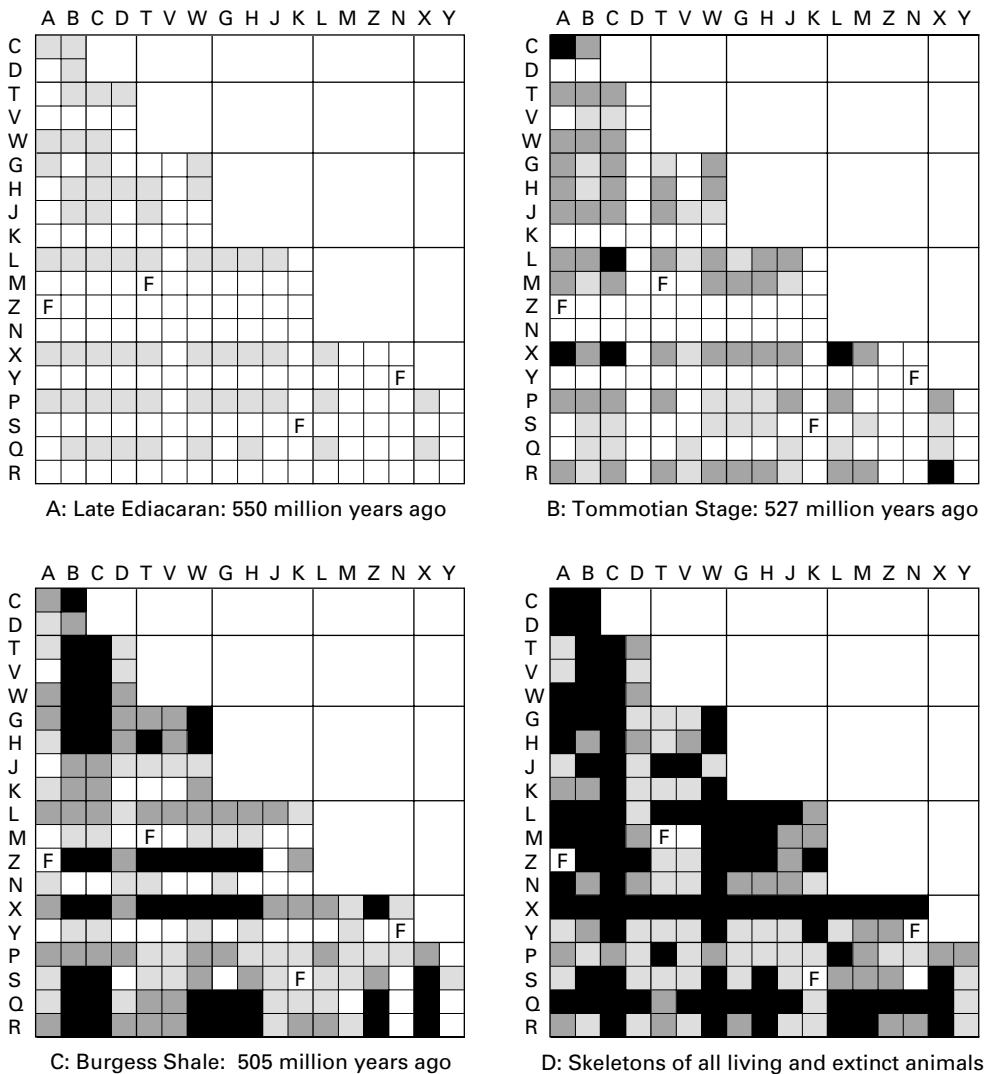 A B C D T V W G H J K L M Z N X Y
C
D
T
V
W
G
H
J
K
L
M F
Z F
N
X
Y F
P
S F
Q
R
A: Late Ediacaran: 550 million years ago
A B C D T V W G H J K L M Z N X Y
C
D
T
V
W
G
H
J
K
L
M F
Z F
N
X
Y F
P
S F
Q
R
B: Tommotian Stage: 527 million years ago
A B C D T V W G H J K L M Z N X Y
C
D
T
V
W
G
H
J
K
L
M F
Z F
N
X
Y F
P
S F
Q
R
C: Burgess Shale: 505 million years ago
A B C D T V W G H J K L M Z N X Y
C
D
T
V
W
G
H
J
K
L
M F
Z F
N
X
Y F
P
S F
Q
R
D: Skeletons of all living and extinct animals